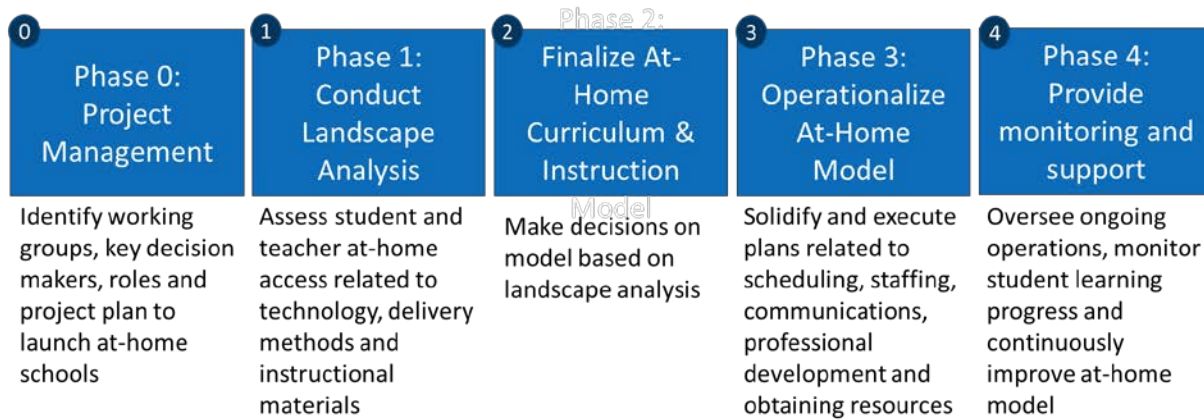 0
Phase 0:
Project
Management
Identify working
groups, key decision
makers, roles and
project plan to
launch at-home
schools
1
Phase 1:
Conduct
Landscape
Analysis
Assess student and
teacher at-home
access related to
technology, delivery
methods and
instructional
materials
2
Phase 2:
Finalize At-
Home
Curriculum &
Instruction
Model
Make decisions on
model based on
landscape analysis
3
Phase 3:
Operationalize
At-Home
Model
Solidify and execute
plans related to
scheduling, staffing,
communications,
professional
development and
obtaining resources
4
Phase 4:
Provide
monitoring and
support
Oversee ongoing
operations, monitor
student learning
progress and
continuously
improve at-home
model